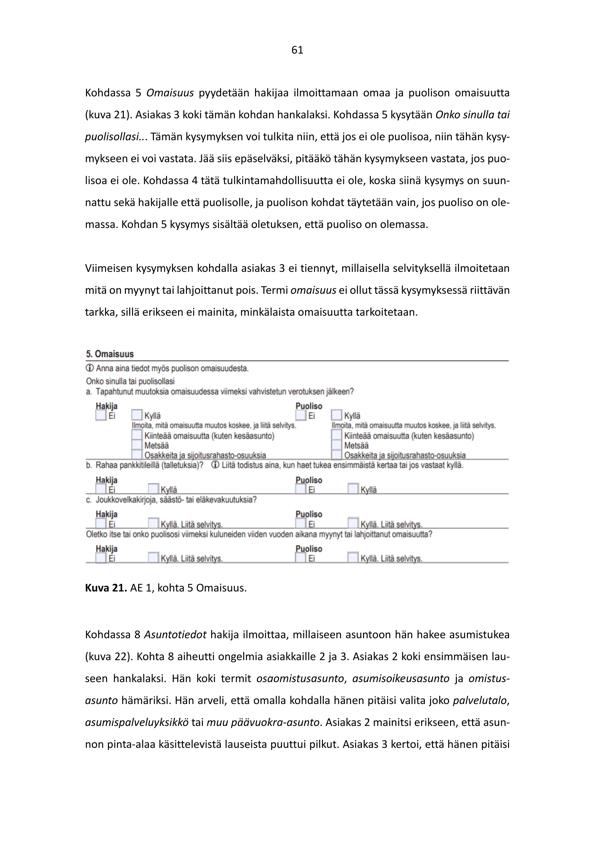 61
Kohdassa 5 Omaisuus pyydetään hakijaa ilmoittamaan omaa ja puolison omaisuutta
(kuva 21). Asiakas 3 koki tämän kohdan hankalaksi. Kohdassa 5 kysytään Onko sinulla tai
puolisollasi... Tämän kysymyksen voi tulkita niin, että jos ei ole puolisoa, niin tähän kysy-
mykseen ei voi vastata. Jää siis epäselväksi, pitääkö tähän kysymykseen vastata, jos puo-
lisoa ei ole. Kohdassa 4 tätä tulkintamahdollisuutta ei ole, koska siinä kysymys on suun-
nattu sekä hakijalle että puolisolle, ja puolison kohdat täytetään vain, jos puoliso on ole-
massa. Kohdan 5 kysymys sisältää oletuksen, että puoliso on olemassa.
Viimeisen kysymyksen kohdalla asiakas 3 ei tiennyt, millaisella selvityksellä ilmoitetaan
mitä on myynyt tai lahjoittanut pois. Termi omaisuus ei ollut tässä kysymyksessä riittävän
tarkka, sillä erikseen ei mainita, minkälaista omaisuutta tarkoitetaan.
5. Omaisuus
ⓘ Anna aina tiedot myös puolison omaisuudesta.
Onko sinulla tai puolisollasi
a. Tapahtunut muutoksia omaisuudessa viimeksi vahvistetun verotuksen jälkeen?
Hakija Puoliso
Ei Kyllä Ei Kyllä
Ilmoita, mitä omaisuutta muutos koskee, ja liitä selvitys. Ilmoita, mitä omaisuutta muutos koskee, ja liitä selvitys.
Kiinteää omaisuutta (kuten kesäasunto) Kiinteää omaisuutta (kuten kesäasunto)
Metsää Metsää
Osakkeita ja sijoitusrahasto-osuuksia Osakkeita ja sijoitusrahasto-osuuksia
b. Rahaa pankkitileillä (talletuksia)? ⓘ Liitä todistus aina, kun haet tukea ensimmäistä kertaa tai jos vastaat kyllä.
Hakija Puoliso
Ei Kyllä Ei Kyllä
c. Joukkovelkakirjoja, säästö- tai eläkevakuutuksia?
Hakija Puoliso
Ei Kyllä. Liitä selvitys. Ei Kyllä. Liitä selvitys.
Oletko itse tai onko puolisosi viimeksi kuluneiden viiden vuoden aikana myynyt tai lahjoittanut omaisuutta?
Hakija Puoliso
Ei Kyllä. Liitä selvitys. Ei Kyllä. Liitä selvitys.
Kuva 21. AE 1, kohta 5 Omaisuus.
Kohdassa 8 Asuntotiedot hakija ilmoittaa, millaiseen asuntoon hän hakee asumistukea
(kuva 22). Kohta 8 aiheutti ongelmia asiakkaille 2 ja 3. Asiakas 2 koki ensimmäisen lau-
seen hankalaksi. Hän koki termit osaomistusasunto, asumisoikeusasunto ja omistus-
asunto hämäriksi. Hän arveli, että omalla kohdalla hänen pitäisi valita joko palvelutalo,
asumispalveluyksikkö tai muu päävuokra-asunto. Asiakas 2 mainitsi erikseen, että asun-
non pinta-alaa käsittelevistä lauseista puuttui pilkut. Asiakas 3 kertoi, että hänen pitäisi